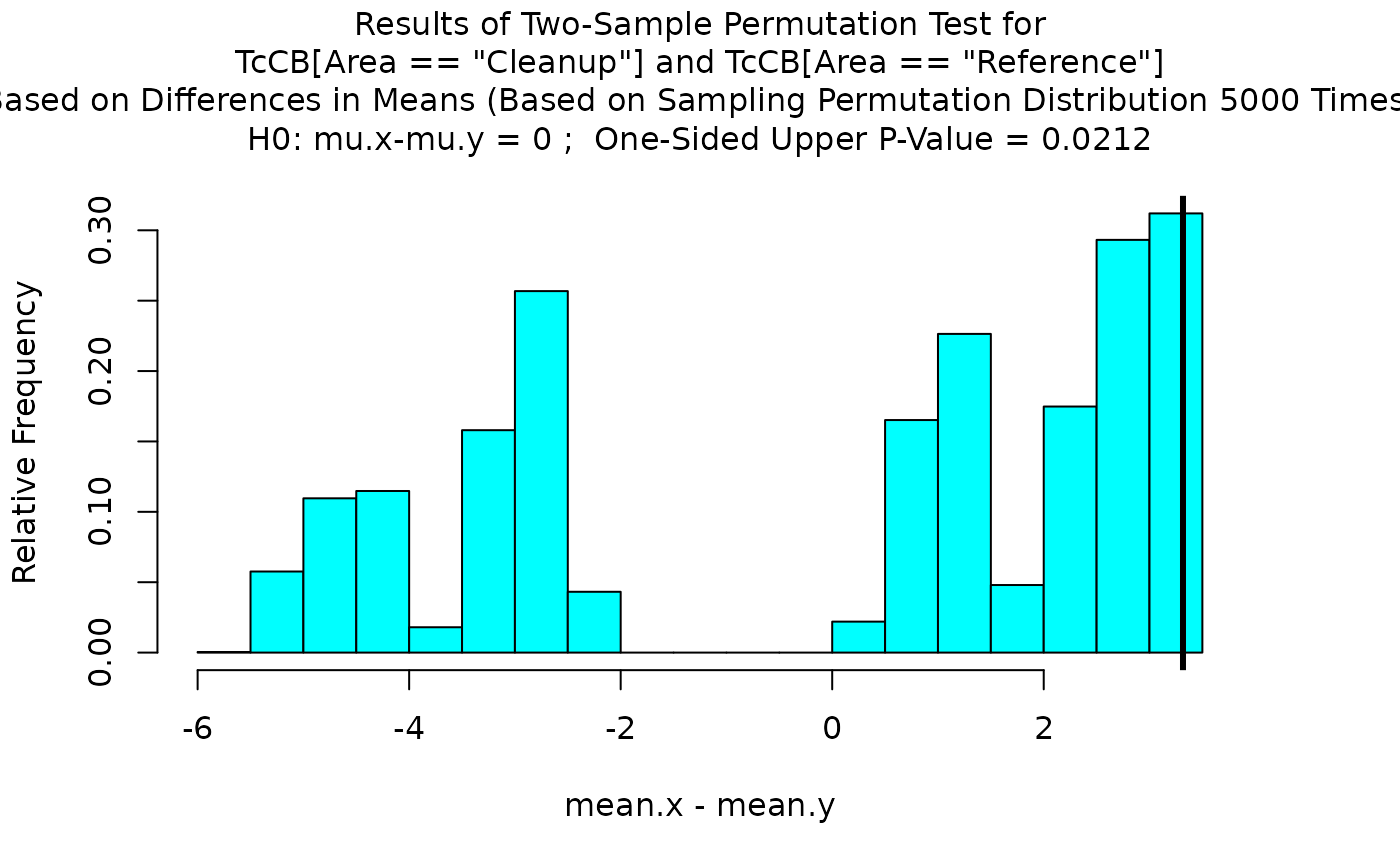 Results of Two-Sample Permutation Test for
TcCB[Area == "Cleanup"] and TcCB[Area == "Reference"]
Based on Differences in Means (Based on Sampling Permutation Distribution 5000 Times
H0: mu.x-mu.y = 0 ;  One-Sided Upper P-Value = 0.0212
0.30
0.20
0.10
0.00
Relative Frequency
-6
-4
-2
0
2
mean.x - mean.y